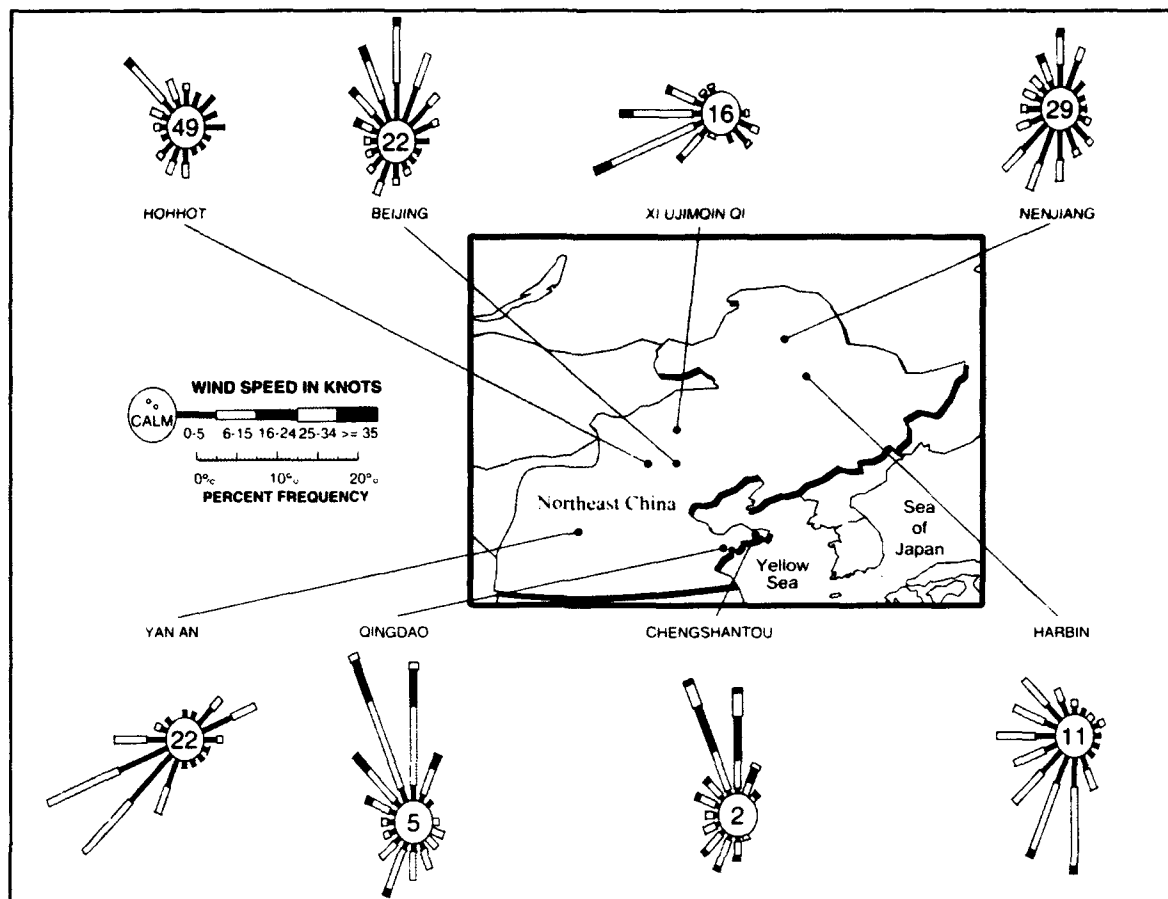 49
22
16
29
HOHHOT
BEIJING
XI UJIMQIN QI
NENJIANG
WIND SPEED IN KNOTS
CALM
0-5 6-15 16-24 25-34 >= 35
0% 10% 20%
PERCENT FREQUENCY
Northeast China
Sea
of
Japan
Yellow
Sea
YAN AN
QINGDAO
CHENGSHANTOU
HARBIN
22
5
2
11